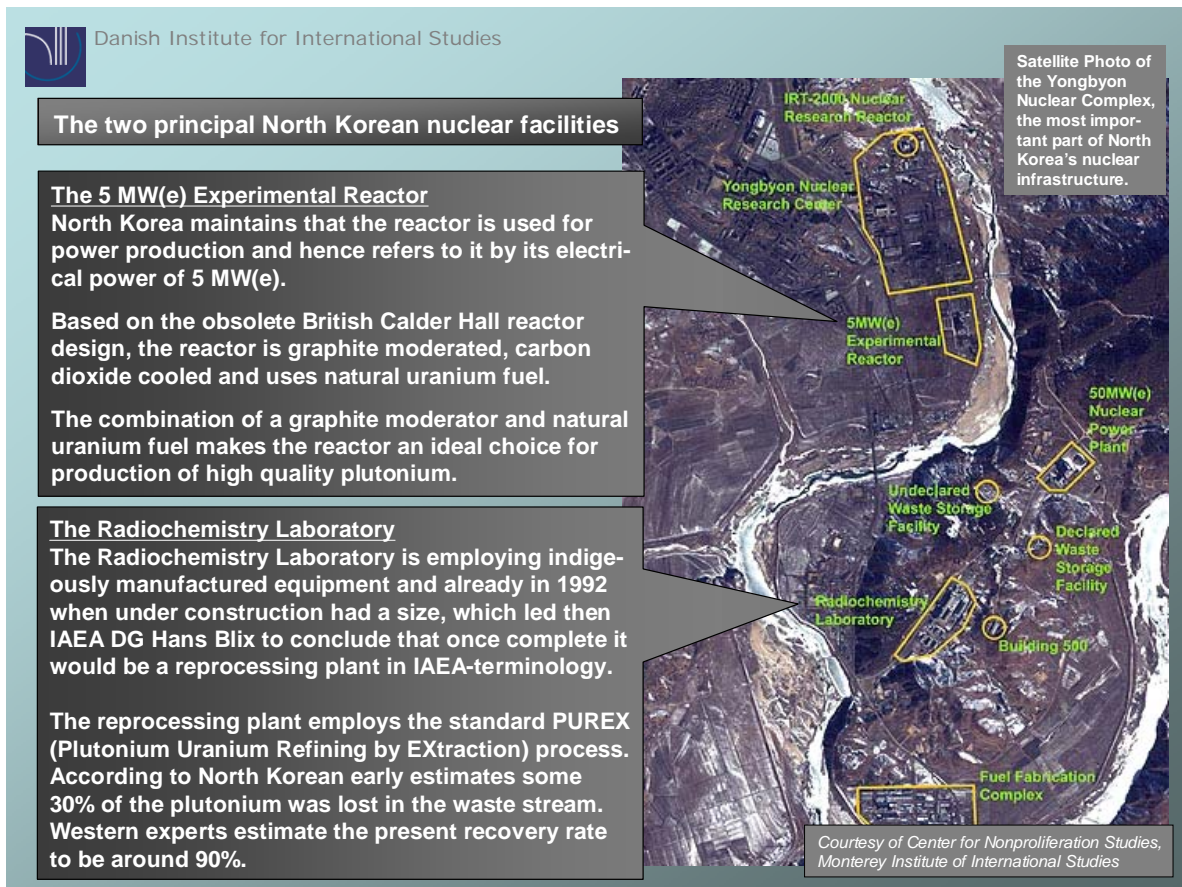 Danish Institute for International Studies
Satellite Photo of
the Yongbyon
Nuclear Complex,
the most impor-
tant part of North
Korea's nuclear
infrastructure.
The two principal North Korean nuclear facilities
The 5 MW(e) Experimental Reactor
North Korea maintains that the reactor is used for
power production and hence refers to it by its electri-
cal power of 5 MW(e).
Based on the obsolete British Calder Hall reactor
design, the reactor is graphite moderated, carbon
dioxide cooled and uses natural uranium fuel.
The combination of a graphite moderator and natural
uranium fuel makes the reactor an ideal choice for
production of high quality plutonium.
The Radiochemistry Laboratory
The Radiochemistry Laboratory is employing indige-
ously manufactured equipment and already in 1992
when under construction had a size, which led then
IAEA DG Hans Blix to conclude that once complete it
would be a reprocessing plant in IAEA-terminology.
The reprocessing plant employs the standard PUREX
(Plutonium Uranium Refining by EXtraction) process.
According to North Korean early estimates some
30% of the plutonium was lost in the waste stream.
Western experts estimate the present recovery rate
to be around 90%.
IRT-2000 Nuclear
Research Reactor
Yongbyon Nuclear
Research Center
5MW(e)
Experimental
Reactor
50MW(e)
Nuclear
Power
Plant
Undeclared
Waste Storage
Facility
Declared
Waste
Storage
Facility
Radiochemistry
Laboratory
Building 500
Fuel Fabrication
Complex
Courtesy of Center for Nonproliferation Studies,
Monterey Institute of International Studies